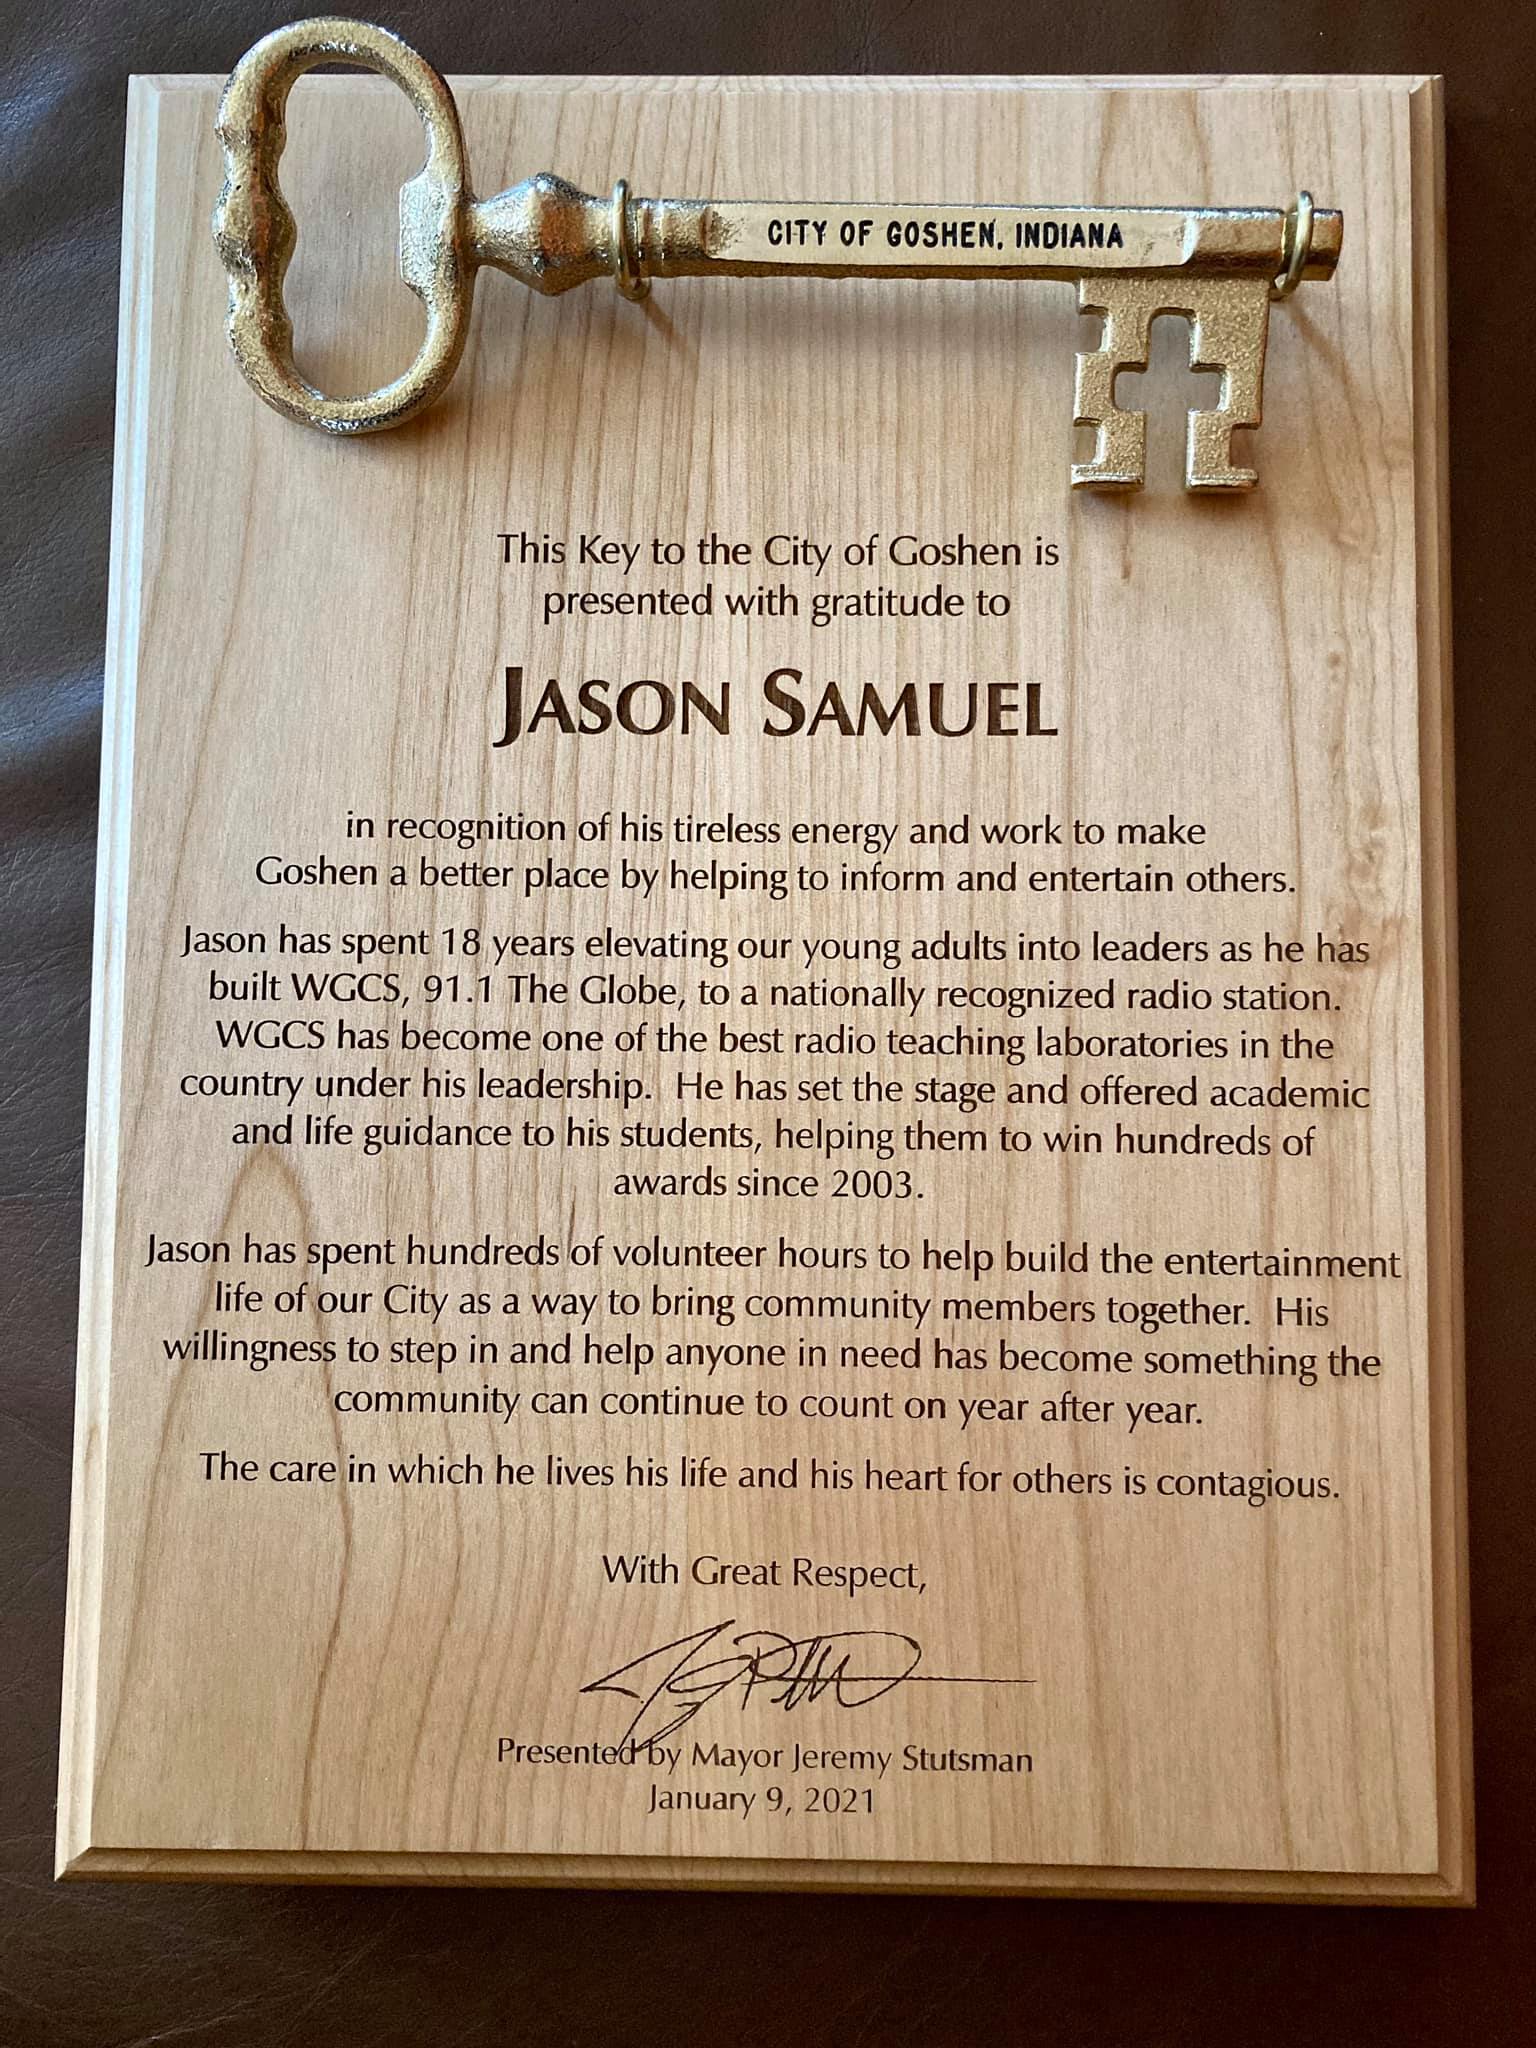 CITY OF GOSHEN, INDIANA
This Key to the City of Goshen is
presented with gratitude to
JASON SAMUEL
in recognition of his tireless energy and work to make
Goshen a better place by helping to inform and entertain others.
Jason has spent 18 years elevating our young adults into leaders as he has
built WGCS, 91.1 The Globe, to a nationally recognized radio station.
WGCS has become one of the best radio teaching laboratories in the
country under his leadership.  He has set the stage and offered academic
and life guidance to his students, helping them to win hundreds of
awards since 2003.
Jason has spent hundreds of volunteer hours to help build the entertainment
life of our City as a way to bring community members together.  His
willingness to step in and help anyone in need has become something the
community can continue to count on year after year.
The care in which he lives his life and his heart for others is contagious.
With Great Respect,
Presented by Mayor Jeremy Stutsman
January 9, 2021